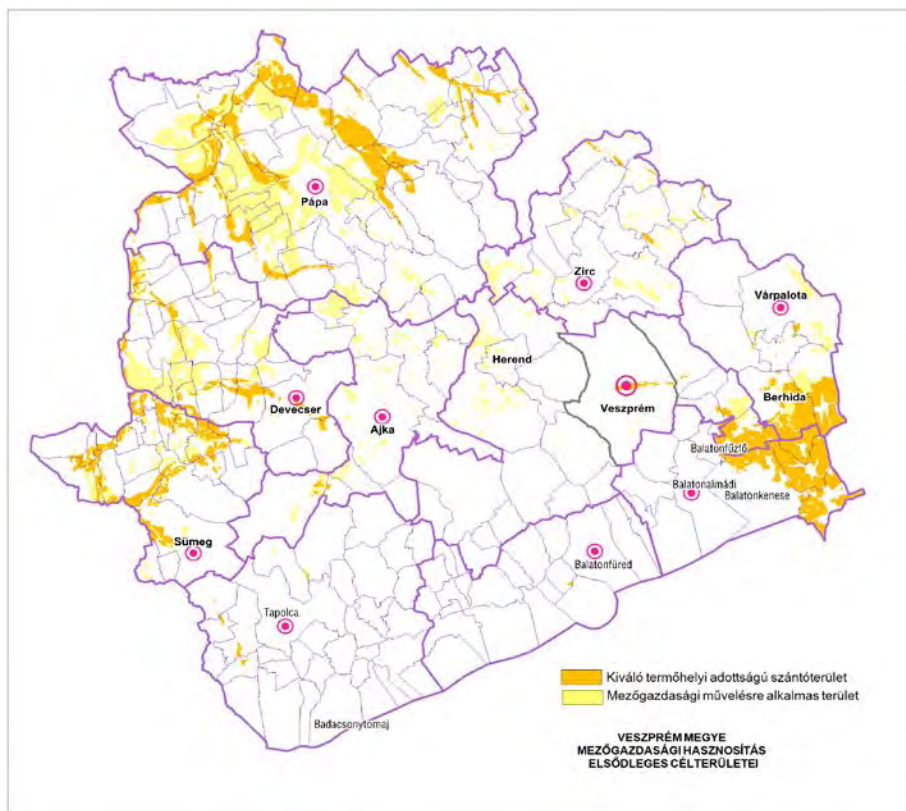 Pápa
Zirc
Várpalota
Herend
Veszprém
Berhida
Devecser
Ajka
Balatonfűzfő
Balatonalmádi
Balatonkenese
Sümeg
Balatonfüred
Tapolca
Badacsonytomaj
Kiváló termőhelyi adottságú szántóterület
Mezőgazdasági művelésre alkalmas terület
VESZPRÉM MEGYE
MEZŐGAZDASÁGI HASZNOSÍTÁS
ELSŐDLEGES CÉLTERÜLETEI